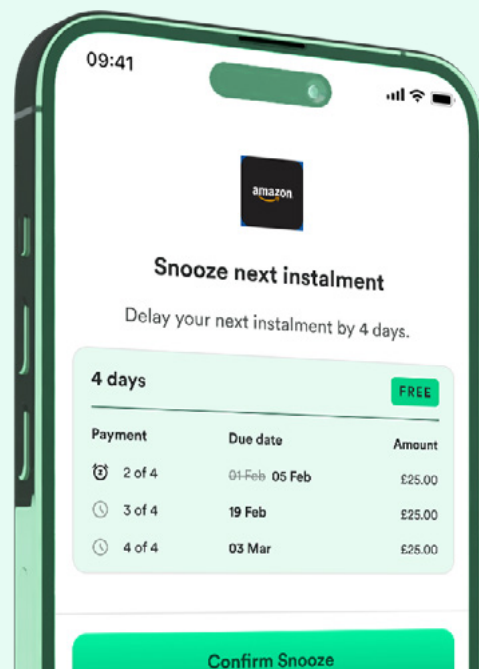 09:41
amazon
Snooze next instalment
Delay your next instalment by 4 days.
4 days FREE
Payment Due date Amount
2 of 4 01 Feb 05 Feb £25.00
3 of 4 19 Feb £25.00
4 of 4 03 Mar £25.00
Confirm Snooze